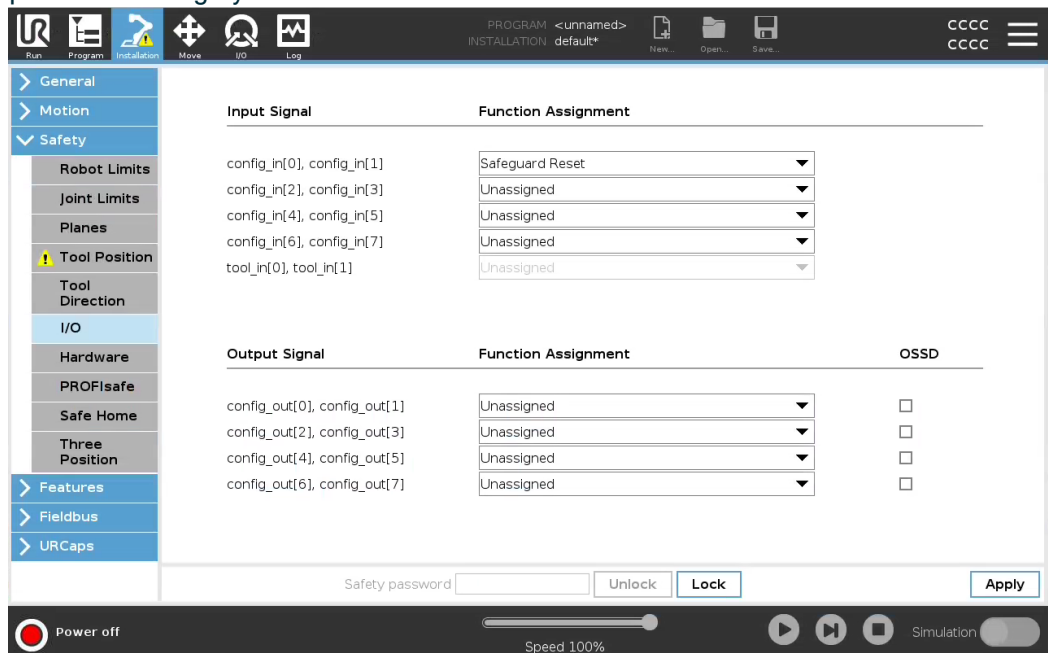 PROGRAM <unnamed>
INSTALLATION default*
CCCC
CCCC
Run Program Installation Move I/O Log New... Open... Save...
General
Motion
Safety
Robot Limits
Joint Limits
Planes
Tool Position
Tool
Direction
I/O
Hardware
PROFIsafe
Safe Home
Three
Position
Features
Fieldbus
URCaps
Input Signal Function Assignment
config_in[0], config_in[1] Safeguard Reset
config_in[2], config_in[3] Unassigned
config_in[4], config_in[5] Unassigned
config_in[6], config_in[7] Unassigned
tool_in[0], tool_in[1] Unassigned
Output Signal Function Assignment OSSD
config_out[0], config_out[1] Unassigned
config_out[2], config_out[3] Unassigned
config_out[4], config_out[5] Unassigned
config_out[6], config_out[7] Unassigned
Safety password Unlock Lock Apply
Power off Speed 100% Simulation